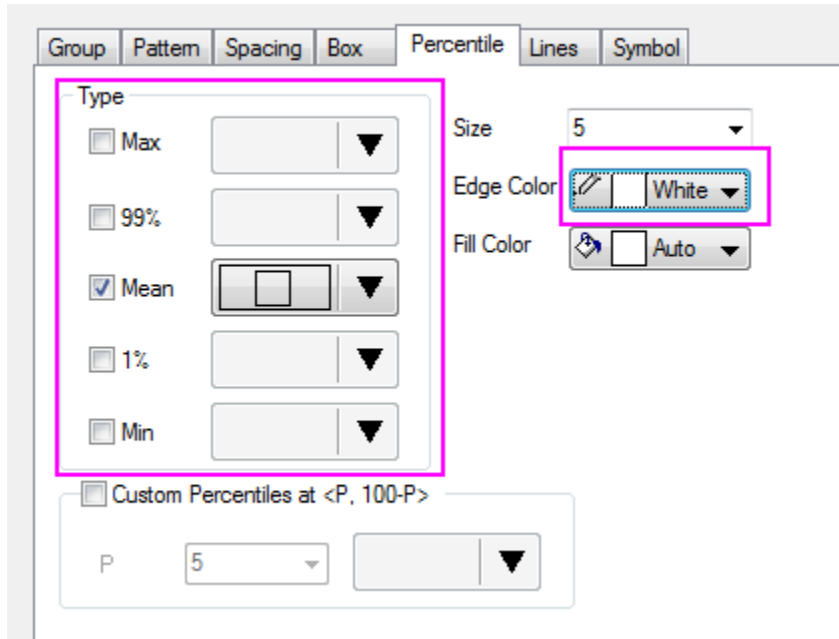 Group Pattern Spacing Box Percentile Lines Symbol
Type
Max
99%
Mean
1%
Min
Size 5
Edge Color White
Fill Color Auto
Custom Percentiles at <P, 100-P>
P 5